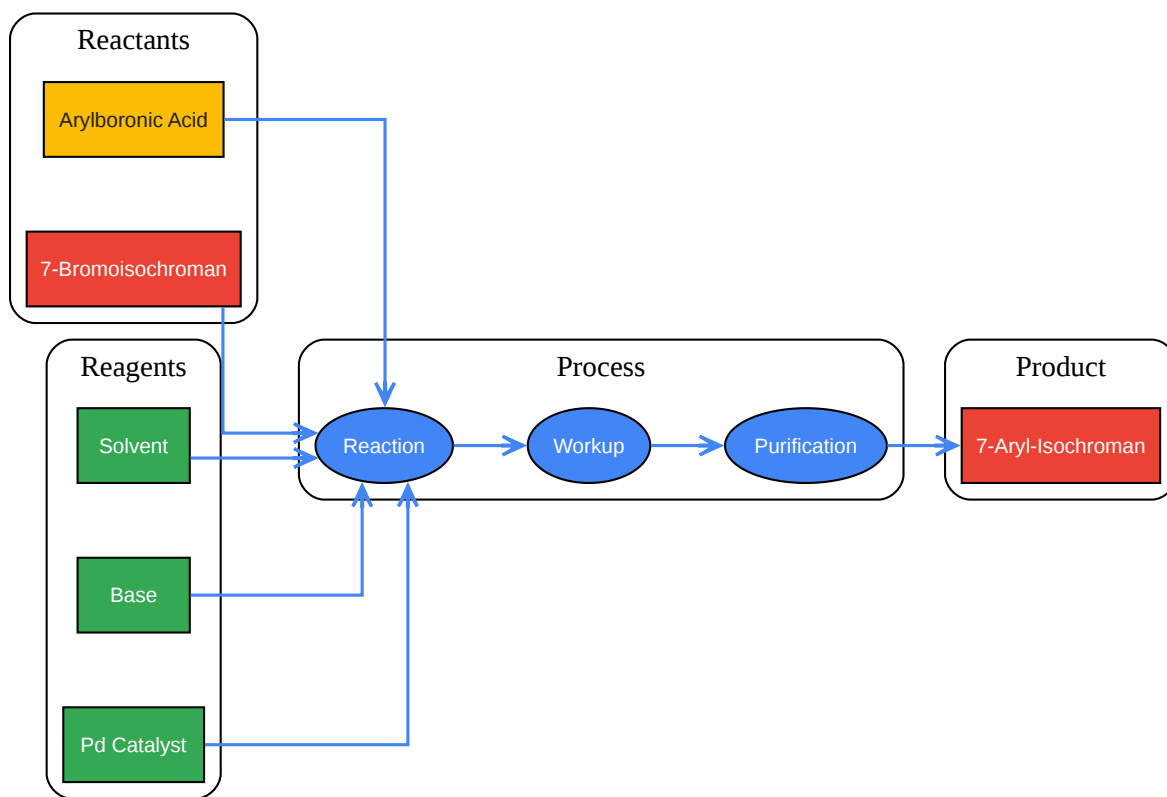 Reactants
Arylboronic Acid
7-Bromoisochroman
Reagents
Solvent
Base
Pd Catalyst
Process
Reaction
Workup
Purification
Product
7-Aryl-Isochroman